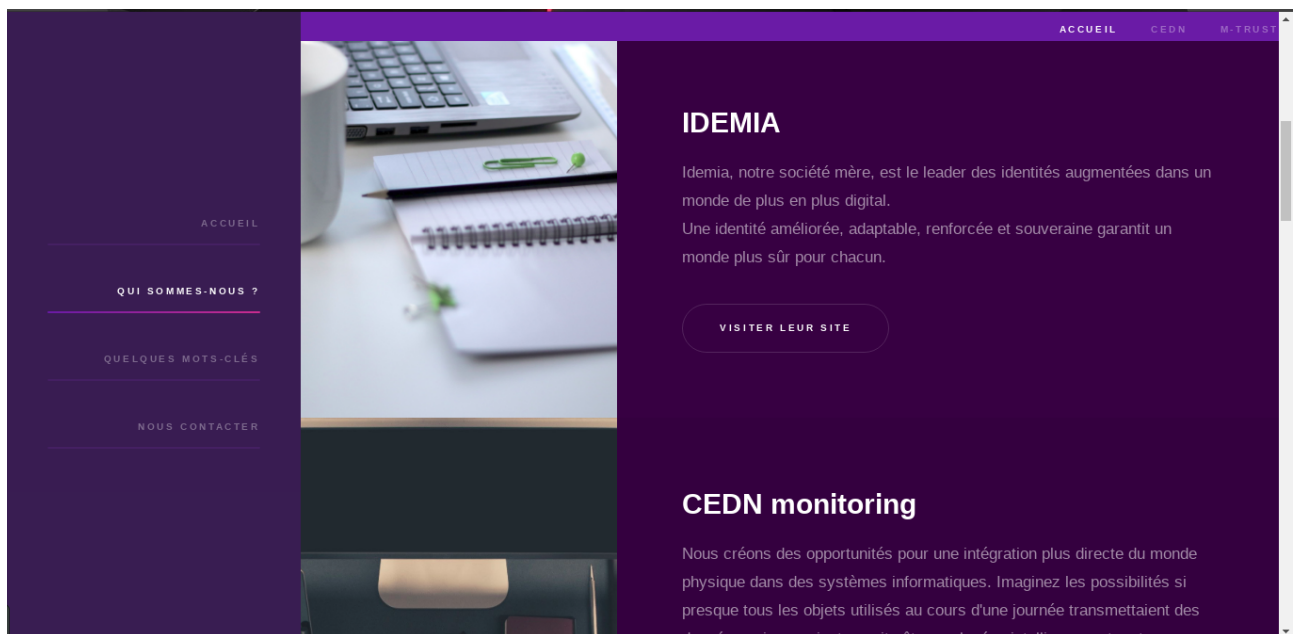 ACCUEIL
CEDN
M-TRUST
ACCUEIL
QUI SOMMES-NOUS ?
QUELQUES MOTS-CLÉS
NOUS CONTACTER
IDEMIA
Idemia, notre société mère, est le leader des identités augmentées dans un
monde de plus en plus digital.
Une identité améliorée, adaptable, renforcée et souveraine garantit un
monde plus sûr pour chacun.
VISITER LEUR SITE
CEDN monitoring
Nous créons des opportunités pour une intégration plus directe du monde
physique dans des systèmes informatiques. Imaginez les possibilités si
presque tous les objets utilisés au cours d'une journée transmettaient des